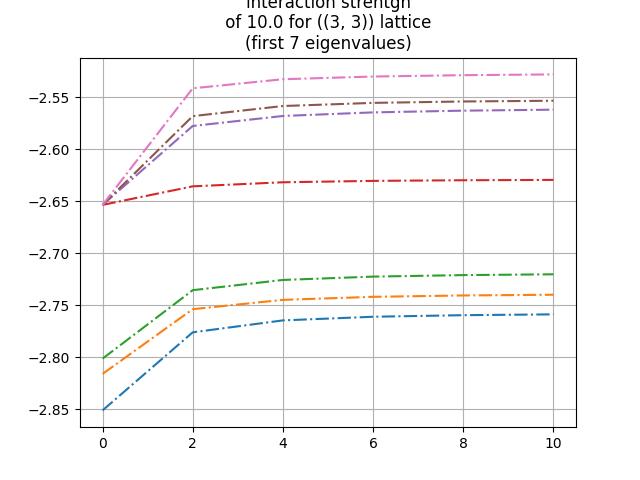 interaction strentgh
of 10.0 for ((3, 3)) lattice
(first 7 eigenvalues)
−2.55
−2.60
−2.65
−2.70
−2.75
−2.80
−2.85
0 2 4 6 8 10